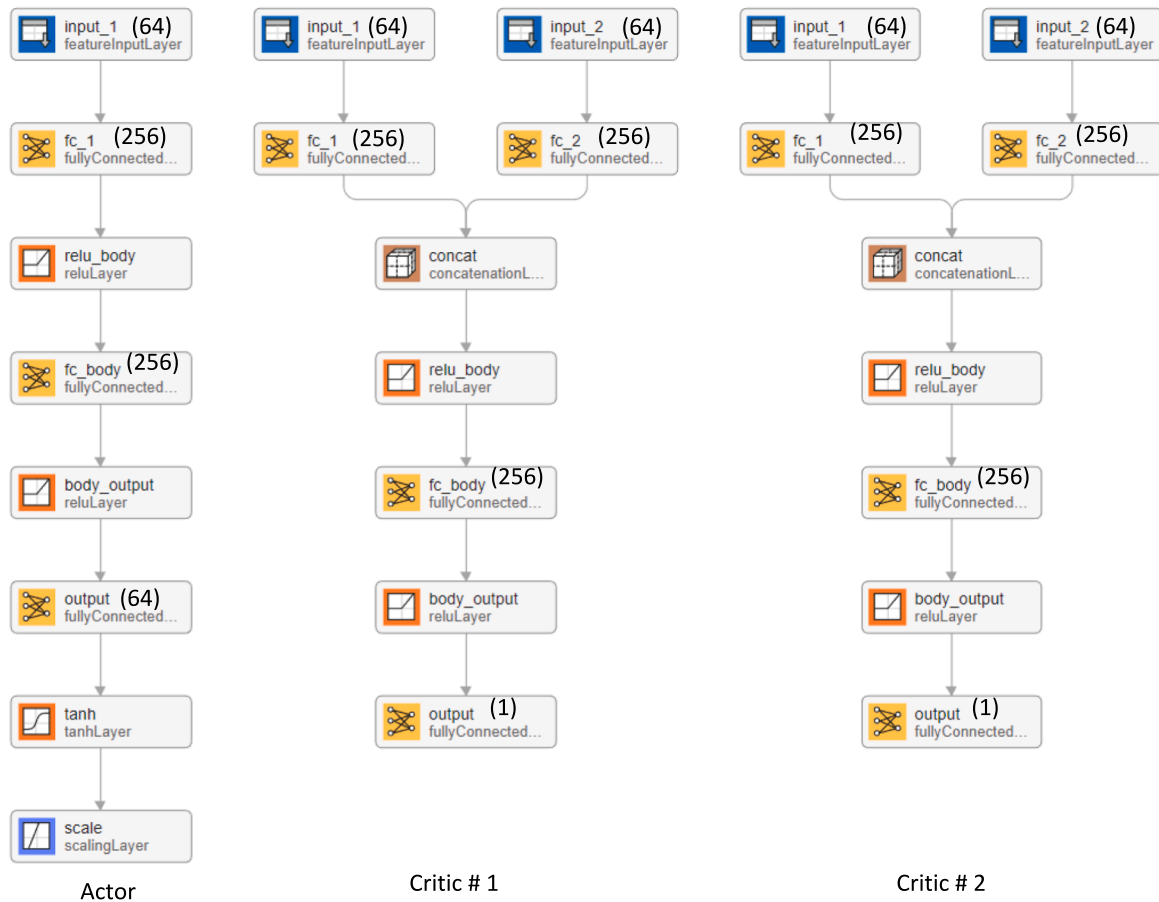 input_1 (64)
featureInputLayer
fc_1 (256)
fullyConnected...
relu_body
reluLayer
fc_body (256)
fullyConnected...
body_output
reluLayer
output (64)
fullyConnected...
tanh
tanhLayer
scale
scalingLayer
Actor
input_1 (64)
featureInputLayer
input_2 (64)
featureInputLayer
fc_1 (256)
fullyConnected...
fc_2 (256)
fullyConnected...
concat
concatenationL...
relu_body
reluLayer
fc_body (256)
fullyConnected...
body_output
reluLayer
output (1)
fullyConnected...
Critic # 1
input_1 (64)
featureInputLayer
input_2 (64)
featureInputLayer
fc_1 (256)
fullyConnected...
fc_2 (256)
fullyConnected...
concat
concatenationL...
relu_body
reluLayer
fc_body (256)
fullyConnected...
body_output
reluLayer
output (1)
fullyConnected...
Critic # 2